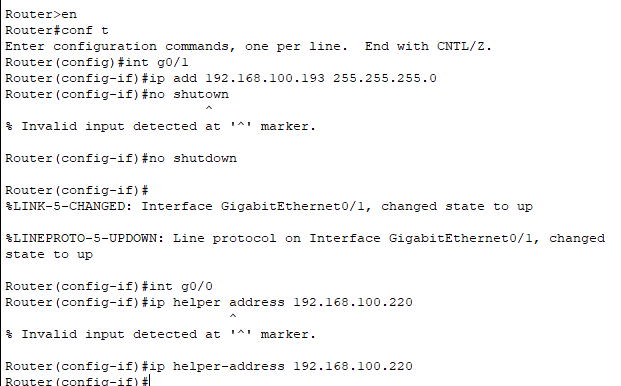 Router>en
Router#conf t
Enter configuration commands, one per line.  End with CNTL/Z.
Router(config)#int g0/1
Router(config-if)#ip add 192.168.100.193 255.255.255.0
Router(config-if)#no shutown
^
% Invalid input detected at '^' marker.
Router(config-if)#no shutdown
Router(config-if)#
%LINK-5-CHANGED: Interface GigabitEthernet0/1, changed state to up
%LINEPROTO-5-UPDOWN: Line protocol on Interface GigabitEthernet0/1, changed
state to up
Router(config-if)#int g0/0
Router(config-if)#ip helper address 192.168.100.220
^
% Invalid input detected at '^' marker.
Router(config-if)#ip helper-address 192.168.100.220
Router(config-if)#